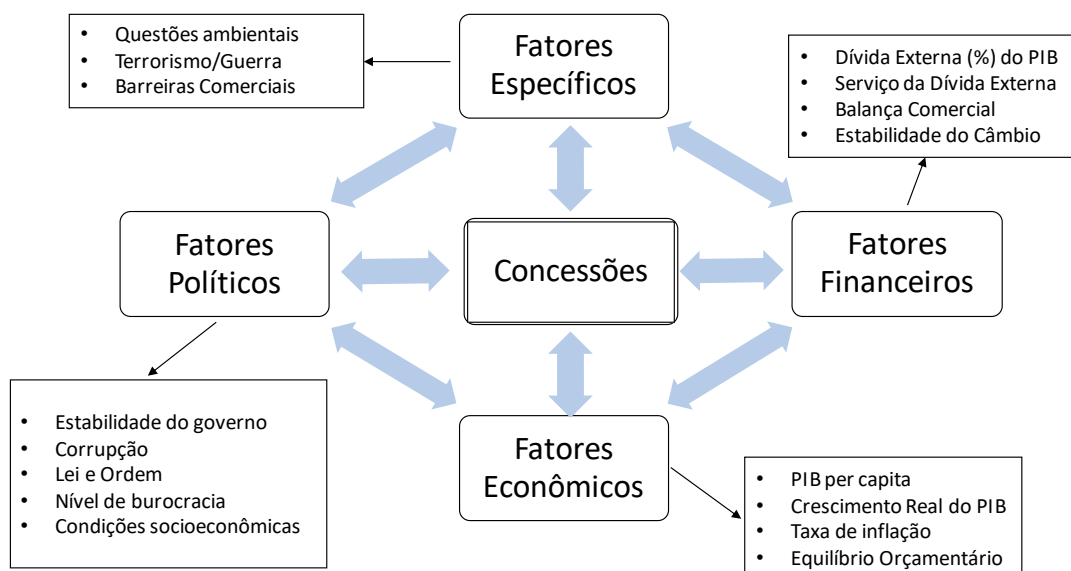 • Questões ambientais
• Terrorismo/Guerra
• Barreiras Comerciais
Fatores
Específicos
• Dívida Externa (%) do PIB
• Serviço da Dívida Externa
• Balança Comercial
• Estabilidade do Câmbio
Fatores
Políticos
Concessões
Fatores
Financeiros
• Estabilidade do governo
• Corrupção
• Lei e Ordem
• Nível de burocracia
• Condições socioeconômicas
Fatores
Econômicos
• PIB per capita
• Crescimento Real do PIB
• Taxa de inflação
• Equilíbrio Orçamentário